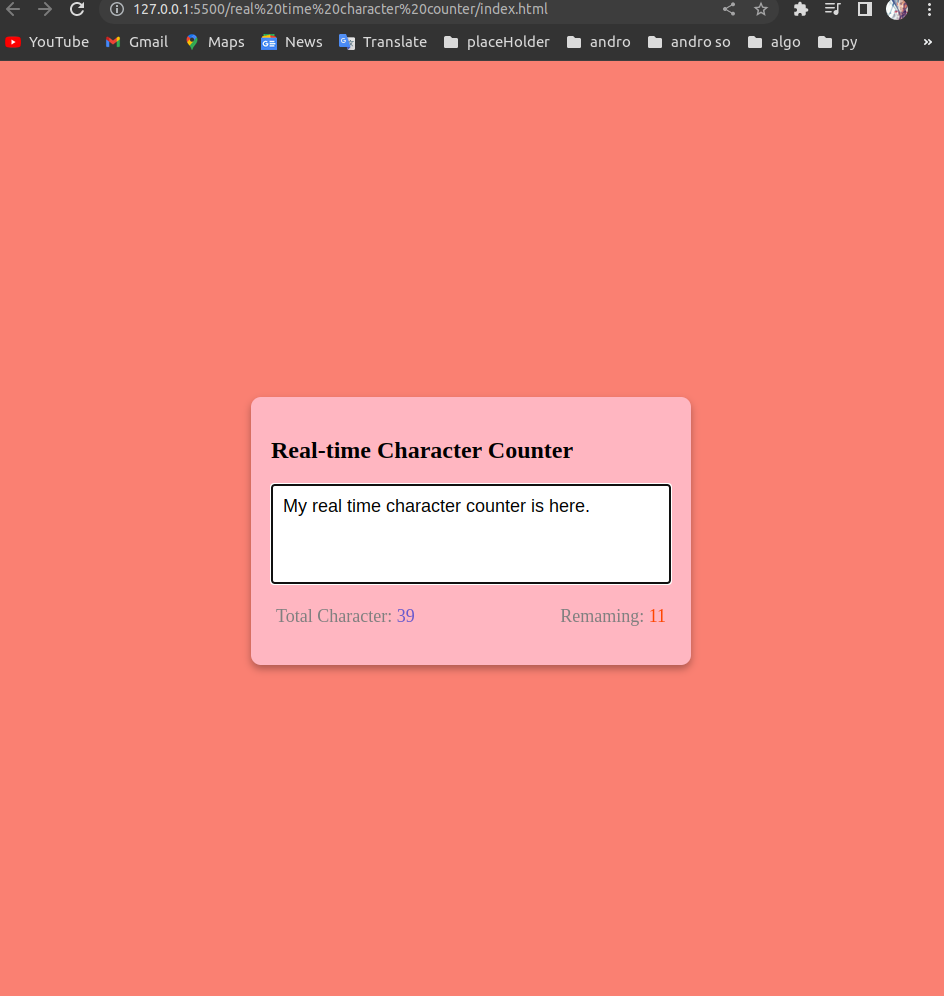 127.0.0.1:5500/real%20time%20character%20counter/index.html
YouTube Gmail Maps News Translate placeHolder andro andro so algo py »
Real-time Character Counter
My real time character counter is here.
Total Character: 39 Remaming: 11